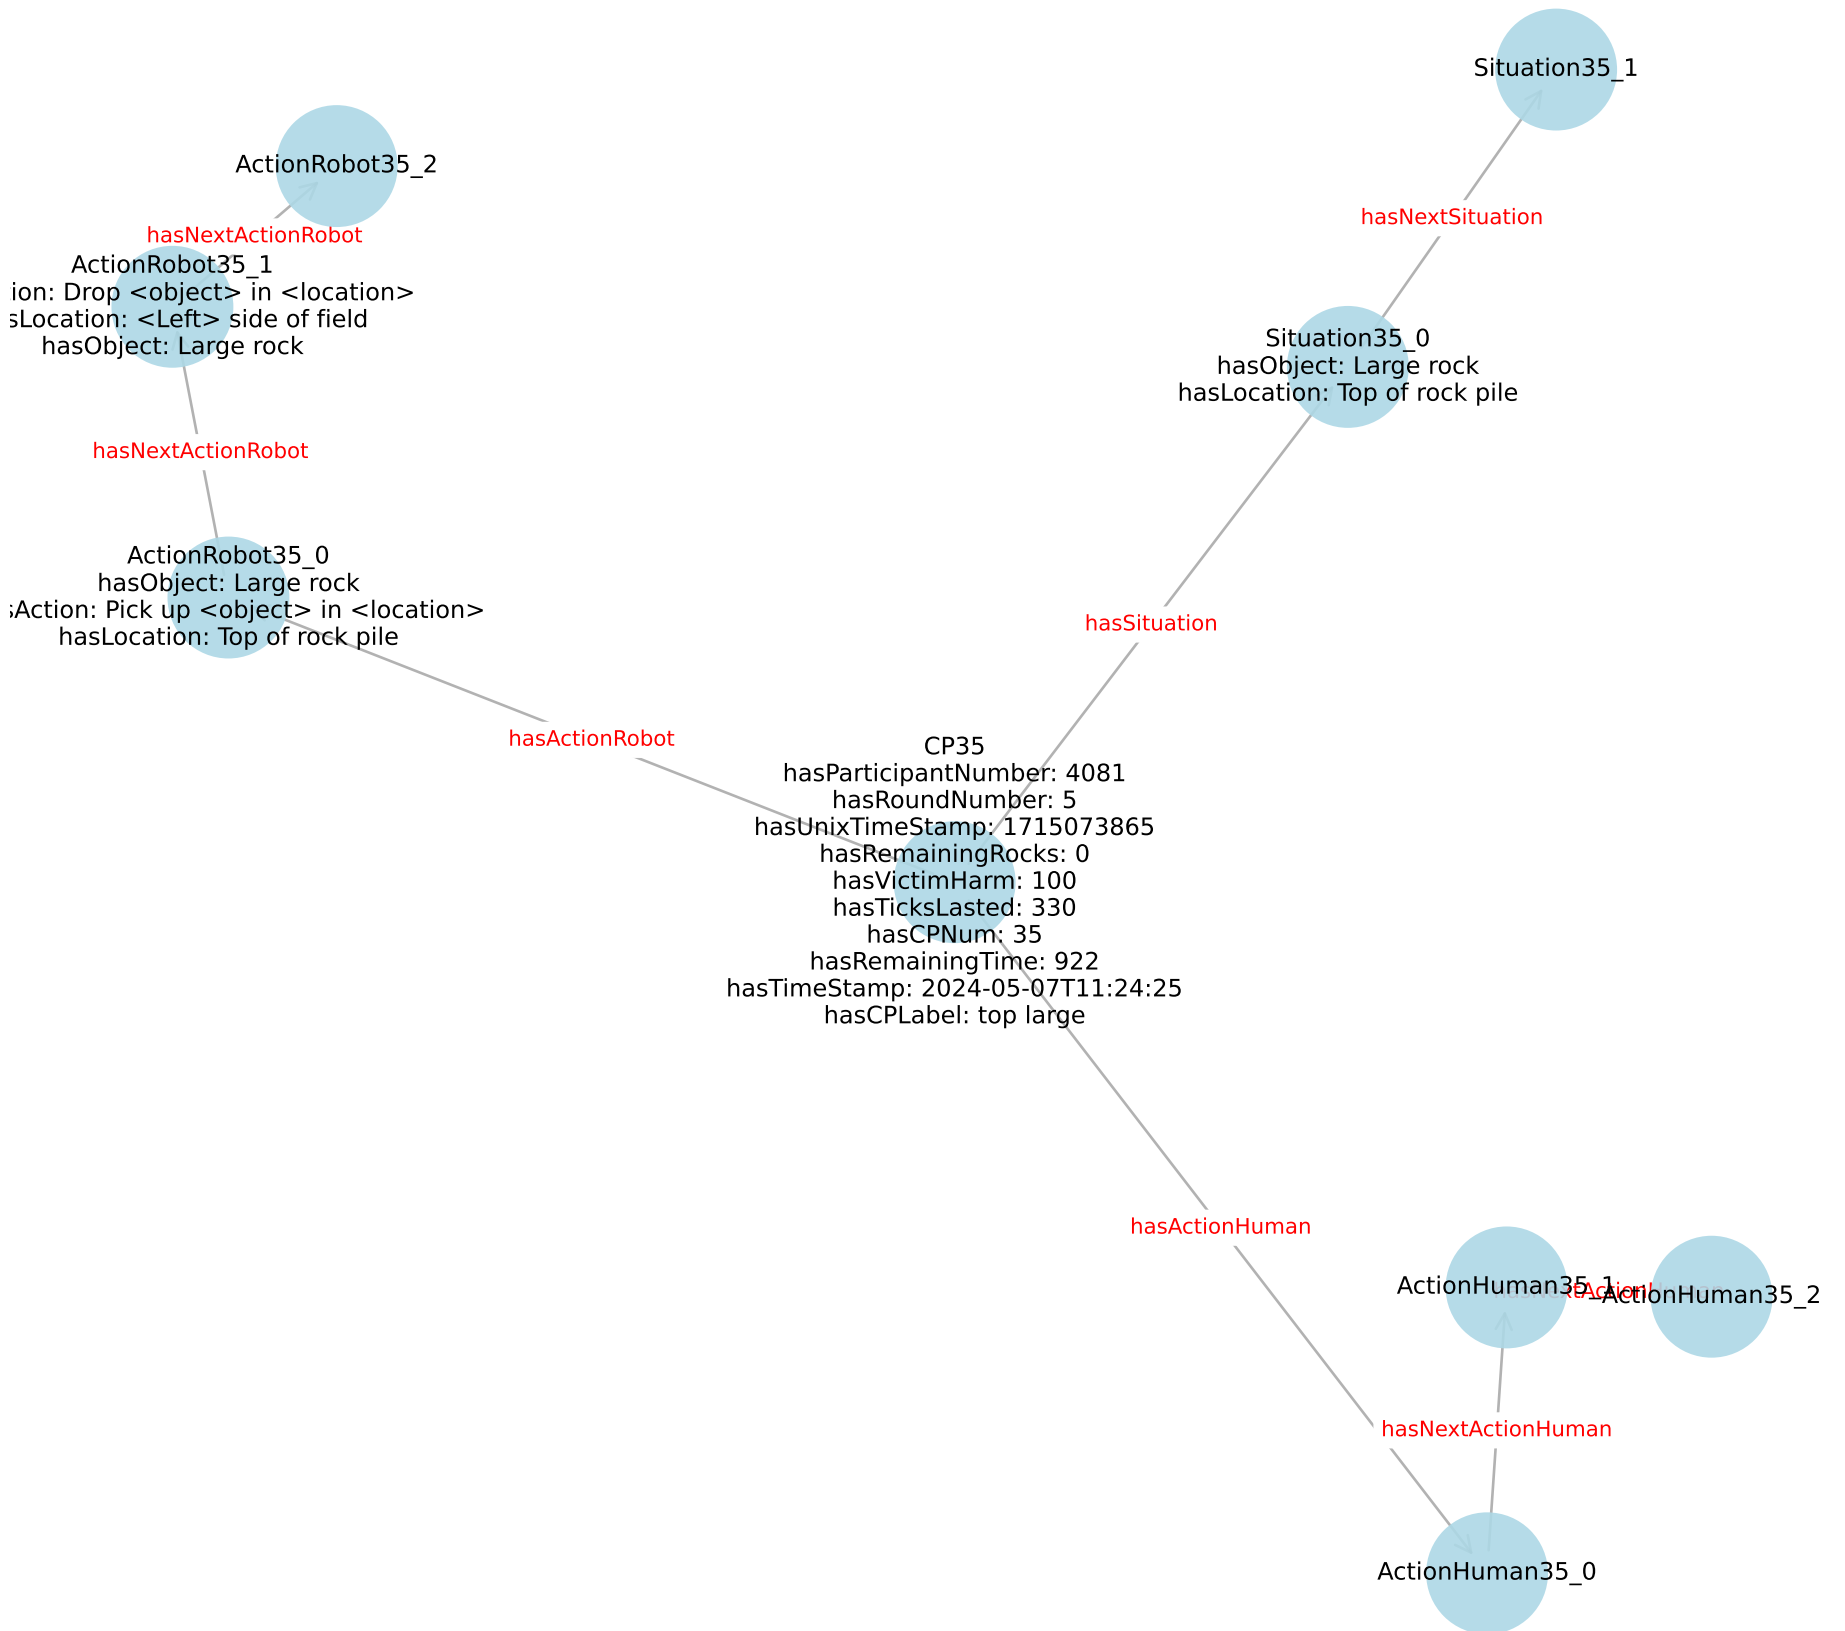 Situation35_1
ActionRobot35_2
hasNextSituation
hasNextActionRobot
ActionRobot35_1
ion: Drop <object> in <location>
sLocation: <Left> side of field
hasObject: Large rock
Situation35_0
hasObject: Large rock
hasLocation: Top of rock pile
hasNextActionRobot
ActionRobot35_0
hasObject: Large rock
sAction: Pick up <object> in <location>
hasLocation: Top of rock pile
hasSituation
hasActionRobot
CP35
hasParticipantNumber: 4081
hasRoundNumber: 5
hasUnixTimeStamp: 1715073865
hasRemainingRocks: 0
hasVictimHarm: 100
hasTicksLasted: 330
hasCPNum: 35
hasRemainingTime: 922
hasTimeStamp: 2024-05-07T11:24:25
hasCPLabel: top large
hasActionHuman
ActionHuman35_1
hasNextActionHuman
ActionHuman35_2
hasNextActionHuman
ActionHuman35_0